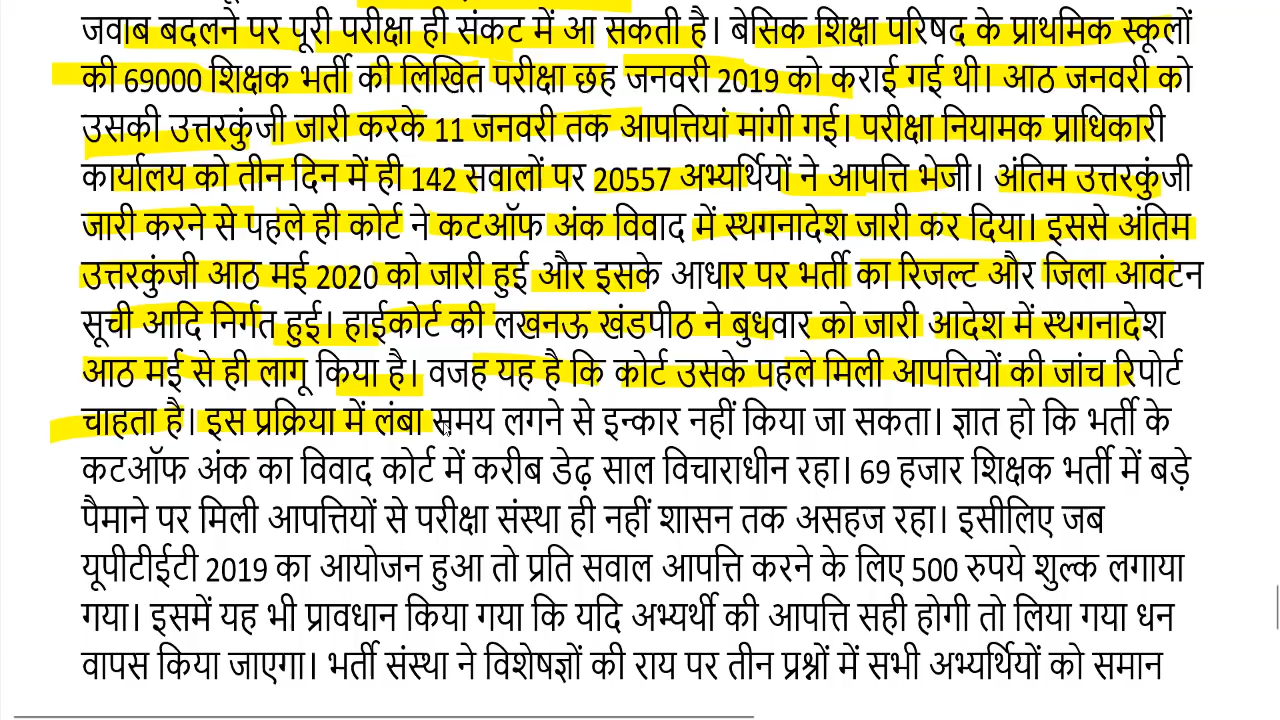 जवाब बदलने पर पूरी परीक्षा ही संकट में आ सकती है। बेसिक शिक्षा परिषद के प्राथमिक स्कूलों
की 69000 शिक्षक भर्ती की लिखित परीक्षा छह जनवरी 2019 को कराई गई थी। आठ जनवरी को
उसकी उत्तरकुंजी जारी करके 11 जनवरी तक आपत्तियां मांगी गई। परीक्षा नियामक प्राधिकारी
कार्यालय को तीन दिन में ही 142 सवालों पर 20557 अभ्यर्थियों ने आपत्ति भेजी। अंतिम उत्तरकुंजी
जारी करने से पहले ही कोर्ट ने कटऑफ अंक विवाद में स्थगनादेश जारी कर दिया। इससे अंतिम
उत्तरकुंजी आठ मई 2020 को जारी हुई और इसके आधार पर भर्ती का रिजल्ट और जिला आवंटन
सूची आदि निर्गत हुई। हाईकोर्ट की लखनऊ खंडपीठ ने बुधवार को जारी आदेश में स्थगनादेश
आठ मई से ही लागू किया है। वजह यह है कि कोर्ट उसके पहले मिली आपत्तियों की जांच रिपोर्ट
चाहता है। इस प्रक्रिया में लंबा समय लगने से इन्कार नहीं किया जा सकता। ज्ञात हो कि भर्ती के
कटऑफ अंक का विवाद कोर्ट में करीब डेढ़ साल विचाराधीन रहा। 69 हजार शिक्षक भर्ती में बड़े
पैमाने पर मिली आपत्तियों से परीक्षा संस्था ही नहीं शासन तक असहज रहा। इसीलिए जब
यूपीटीईटी 2019 का आयोजन हुआ तो प्रति सवाल आपत्ति करने के लिए 500 रुपये शुल्क लगाया
गया। इसमें यह भी प्रावधान किया गया कि यदि अभ्यर्थी की आपत्ति सही होगी तो लिया गया धन
वापस किया जाएगा। भर्ती संस्था ने विशेषज्ञों की राय पर तीन प्रश्नों में सभी अभ्यर्थियों को समान